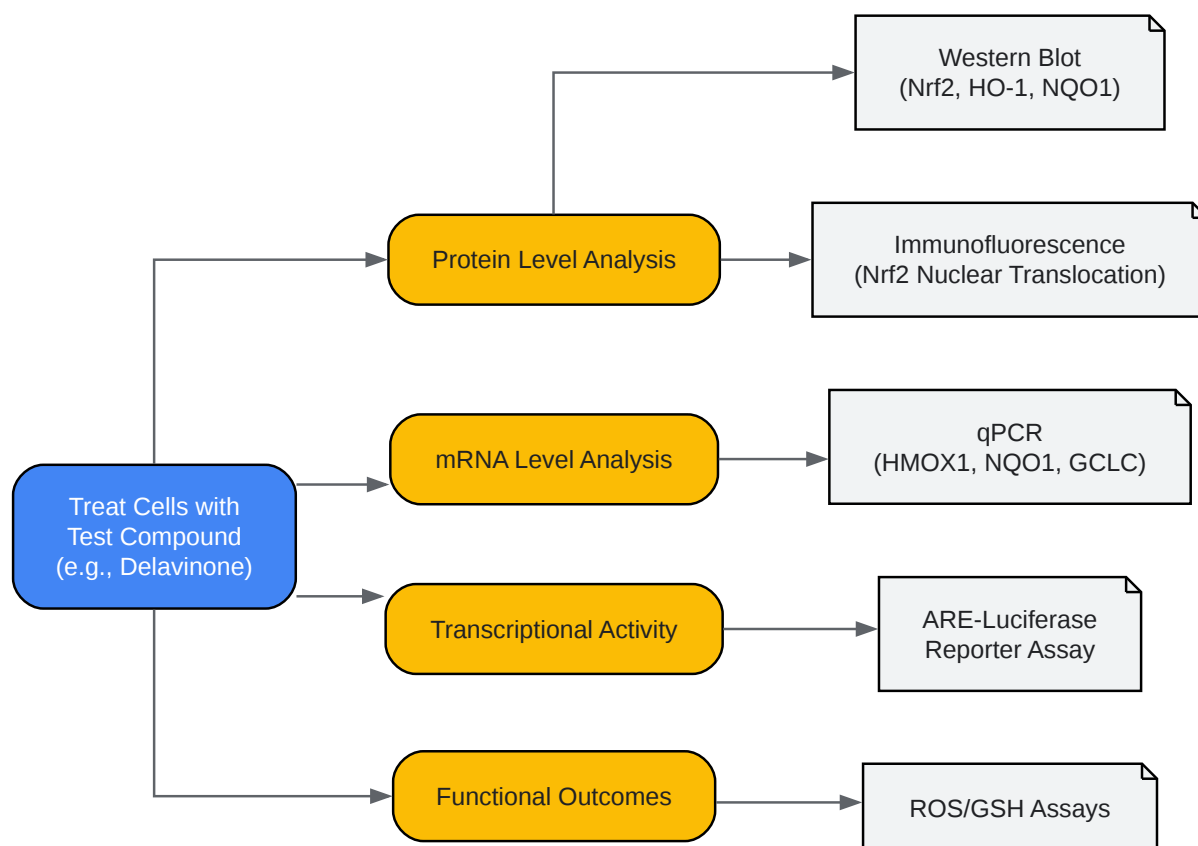 Western Blot
(Nrf2, HO-1, NQO1)
Protein Level Analysis
Immunofluorescence
(Nrf2 Nuclear Translocation)
mRNA Level Analysis
qPCR
(HMOX1, NQO1, GCLC)
Treat Cells with
Test Compound
(e.g., Delavinone)
Transcriptional Activity
ARE-Luciferase
Reporter Assay
Functional Outcomes
ROS/GSH Assays